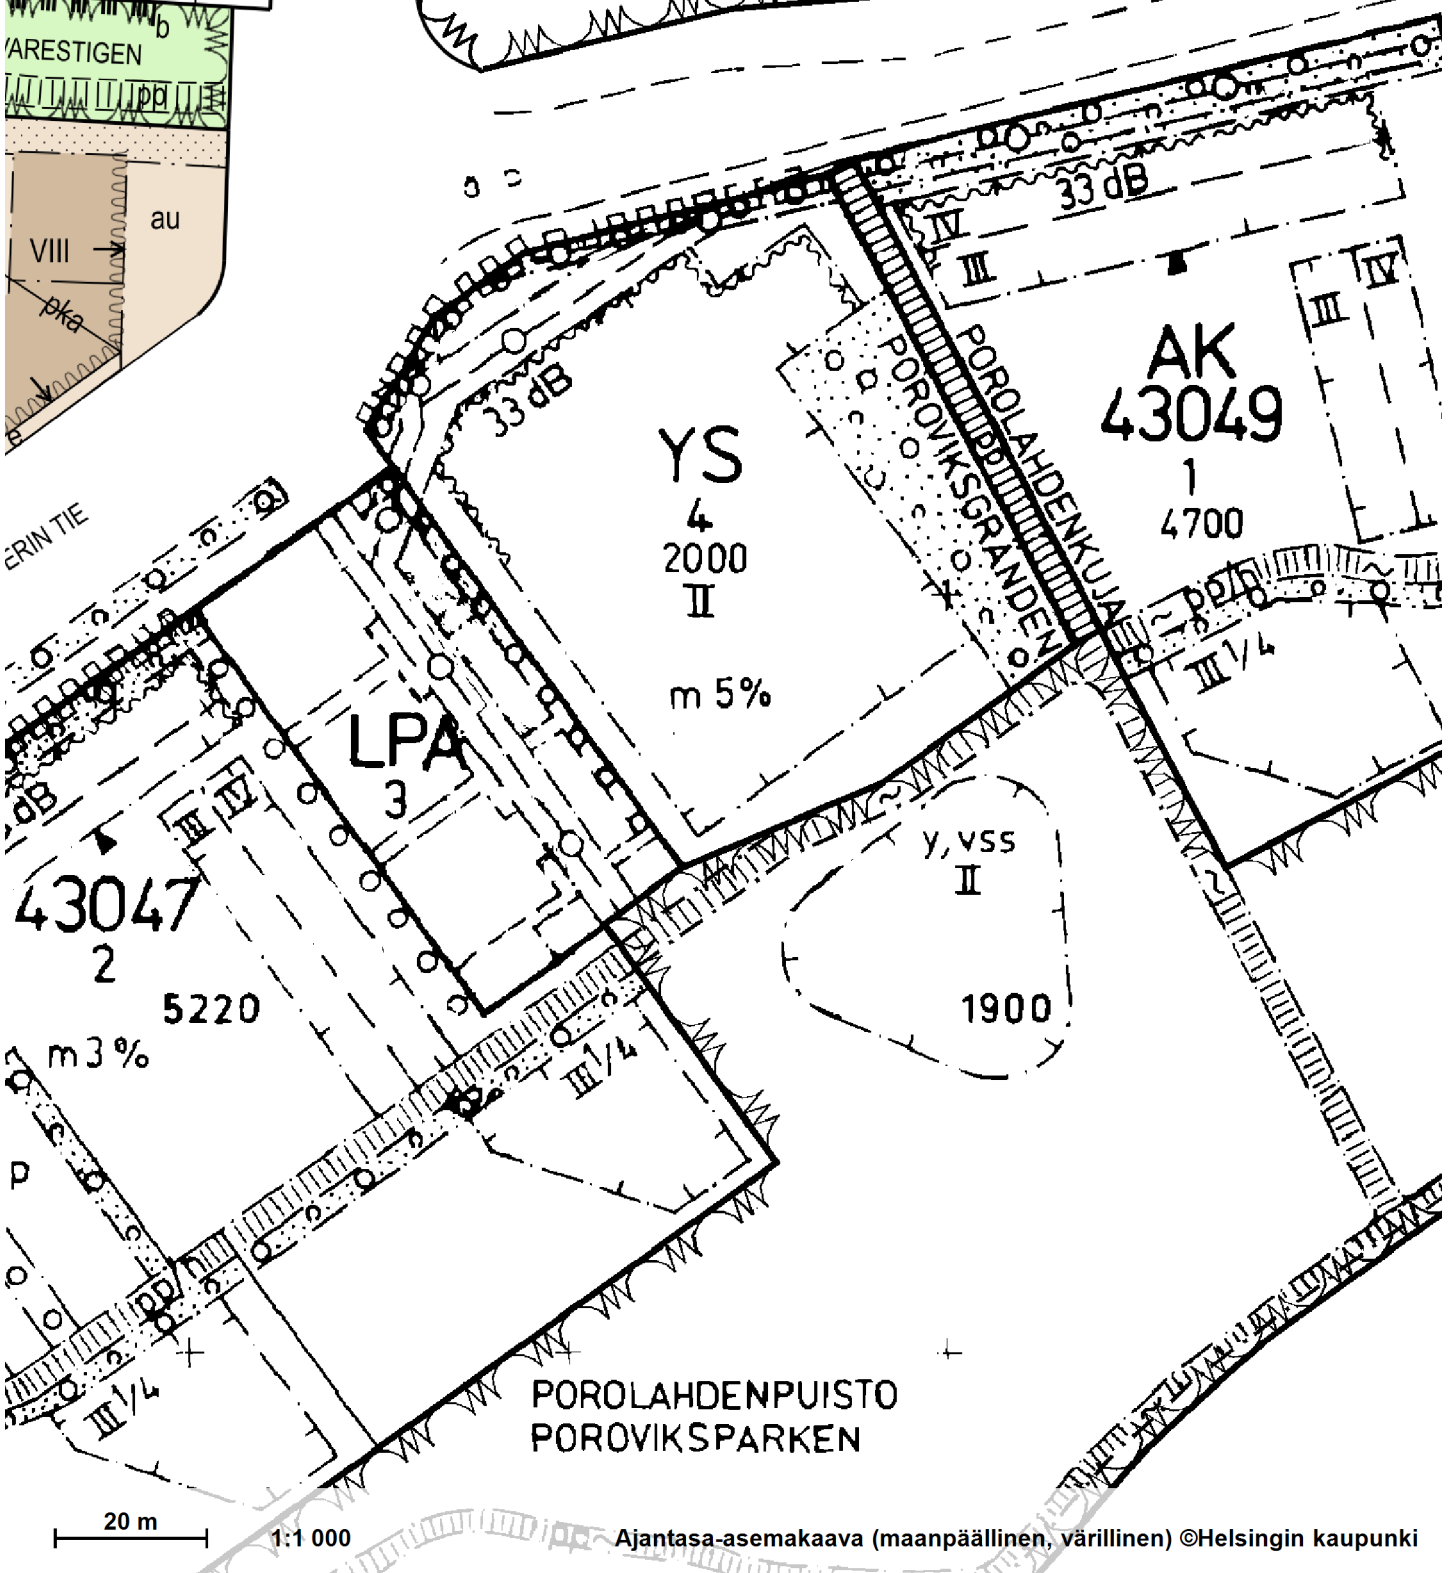 b
VARESTIGEN
pp
au
VIII
pka
e
ERIN TIE
33 dB
IV
III
III
IV
AK
43049
1
4700
33 dB
YS
4
2000
II
m 5%
POROLAHDENKUJA
pp
POROVIKSGRANDEN
pp/h
III 1/4
LPA
3
dB
III
IV
43047
2
5220
m 3 %
y, vss
II
1900
III 1/4
p
pp/h
III 1/4
POROLAHDENPUISTO
POROVIKSPARKEN
20 m
1:1 000
pp
Ajantasa-asemakaava (maanpäällinen, värillinen) ©Helsingin kaupunki